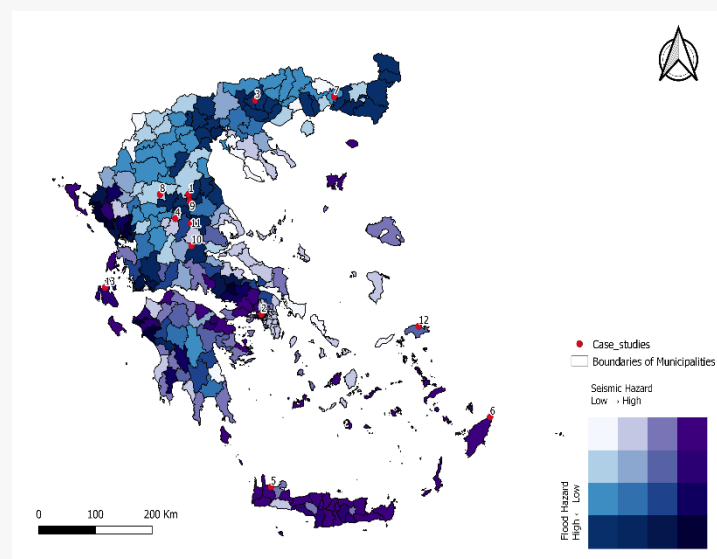 3
7
8
1
9
4
11
10
13
2
12
6
5
Case_studies
Boundaries of Municipalities
Seismic Hazard
Low → High
Flood Hazard
High ← Low
0 100 200 Km